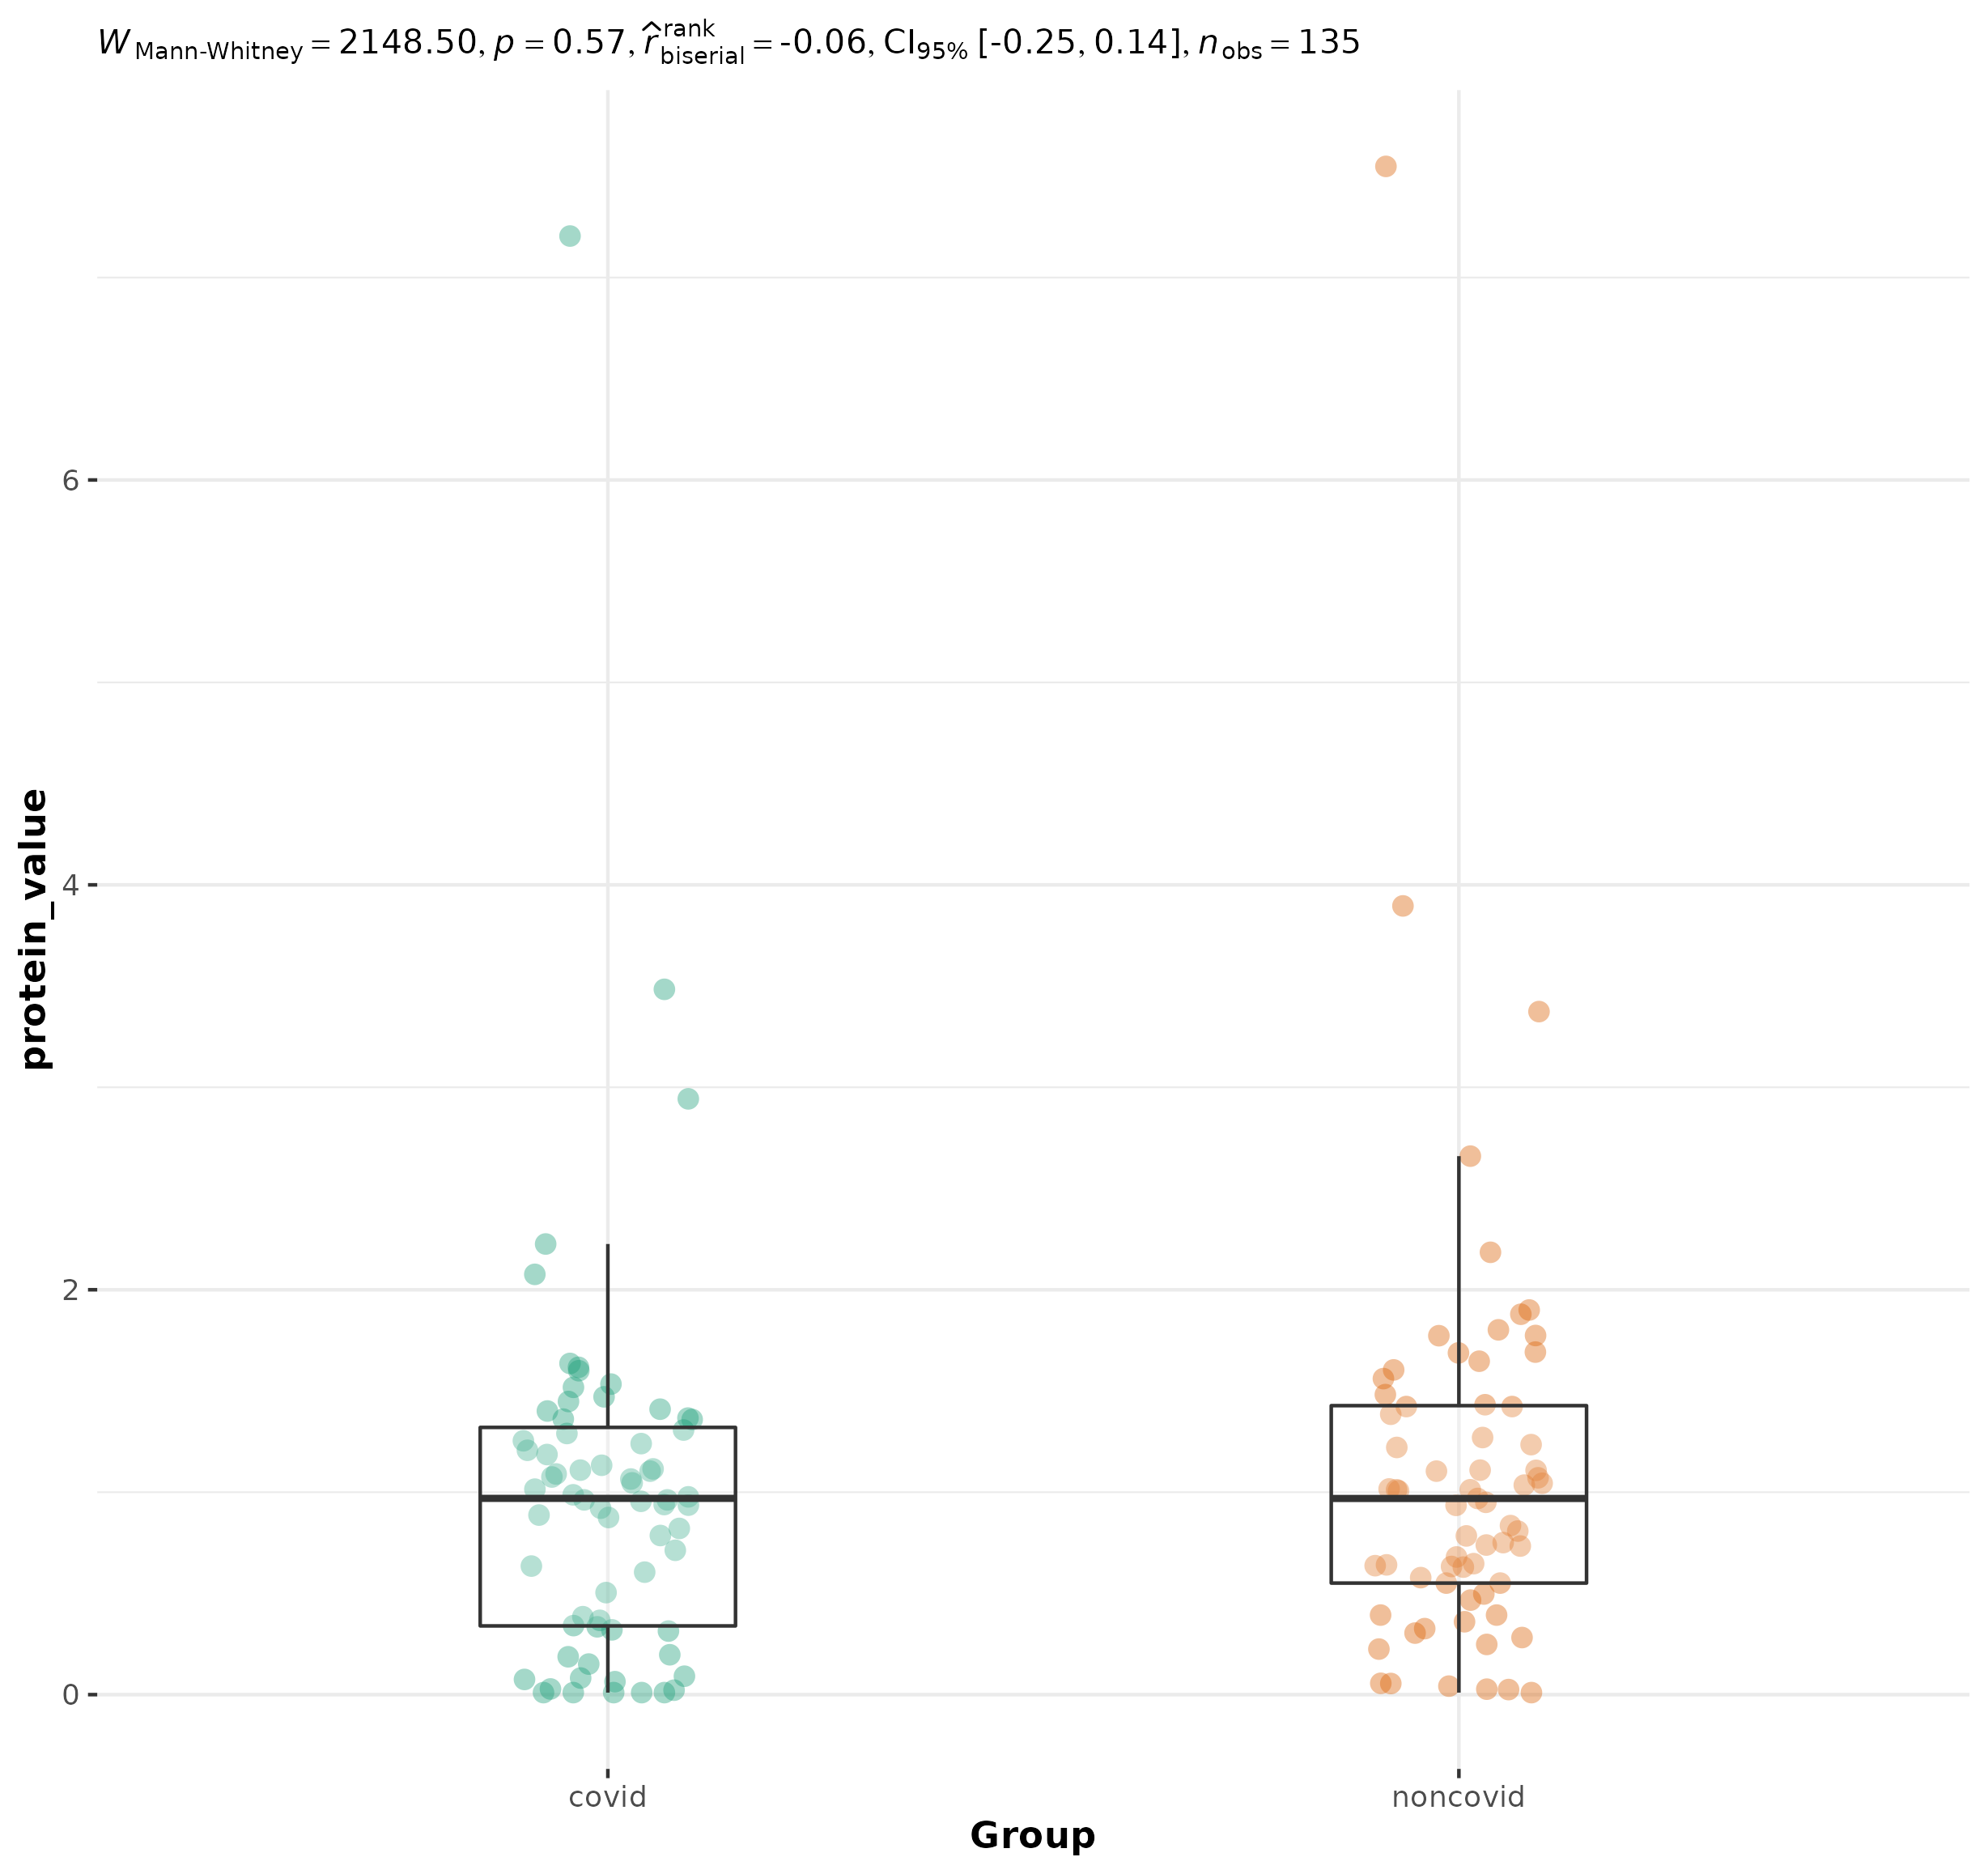 W Mann-Whitney = 2148.50, p = 0.57, r̂ rank biserial = -0.06, CI95% [-0.25, 0.14], nobs = 135
protein_value
6
4
2
0
covid noncovid
Group